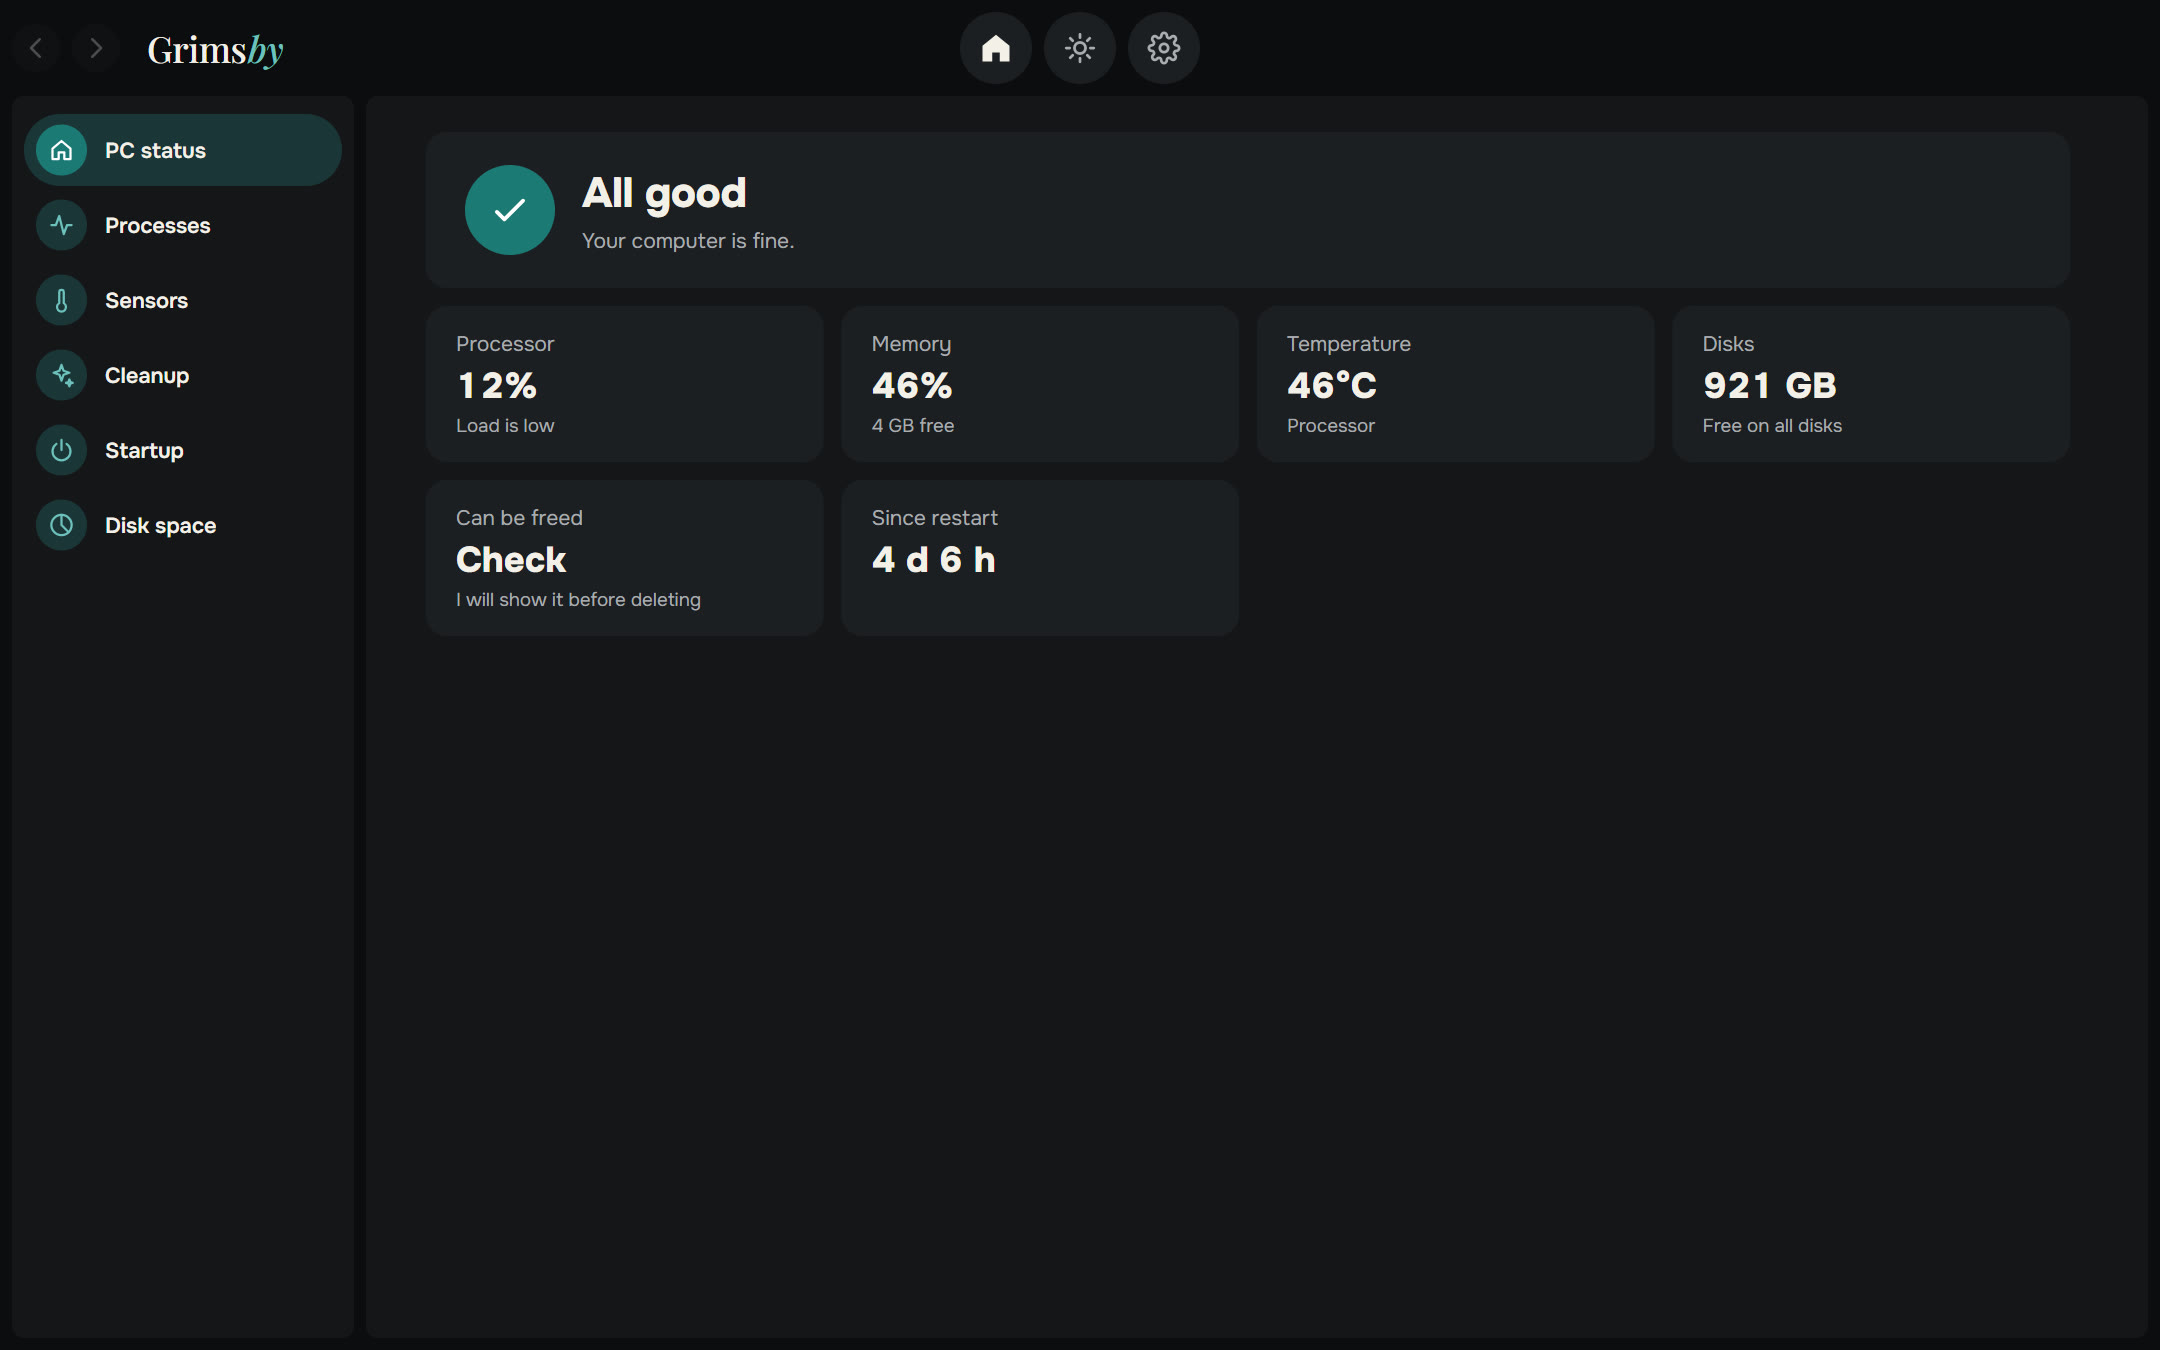 Grimsby
PC status
Processes
Sensors
Cleanup
Startup
Disk space
All good
Your computer is fine.
Processor
12%
Load is low
Memory
46%
4 GB free
Temperature
46°C
Processor
Disks
921 GB
Free on all disks
Can be freed
Check
I will show it before deleting
Since restart
4 d 6 h